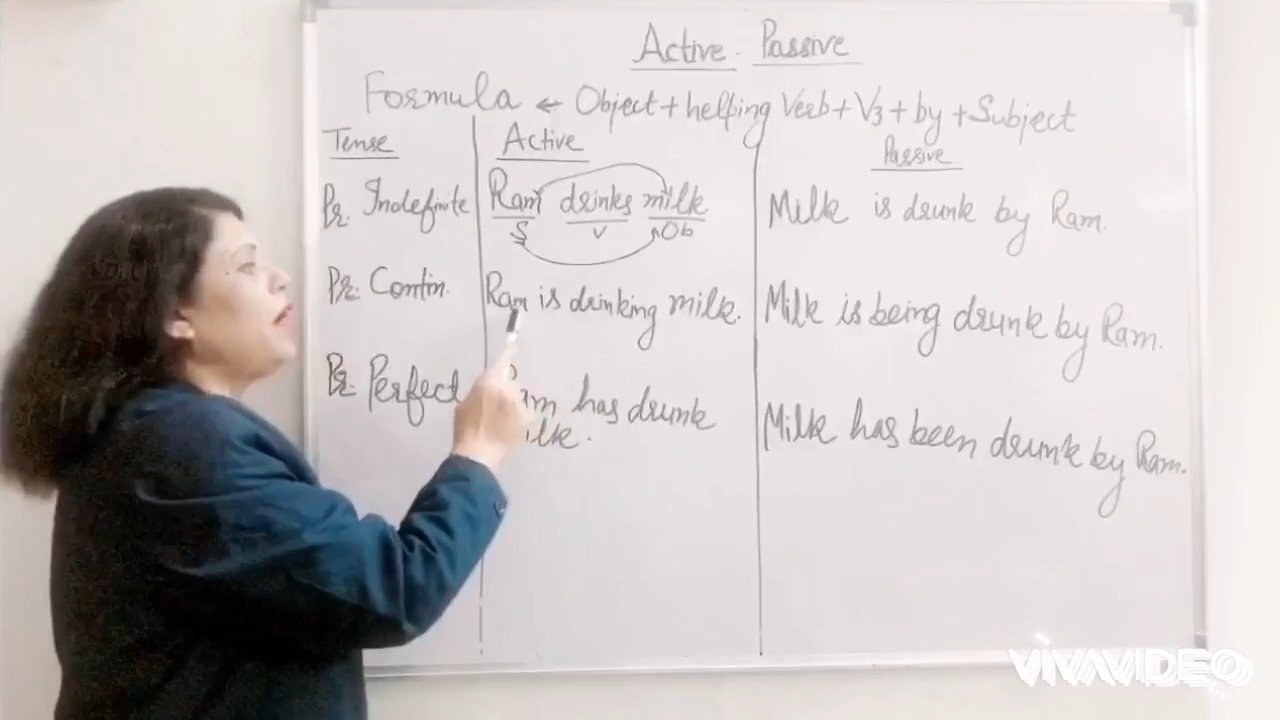 Active - Passive
Formula ← Object + helping Verb + V3 + by + Subject
Tense Active Passive
Pr. Indefinite Ram drinks milk Milk is drunk by Ram.
S V Ob
Pr. Contin. Ram is drinking milk. Milk is being drunk by Ram.
Pr. Perfect has drunk Milk has been drunk by Ram.
VIVAVIDEO